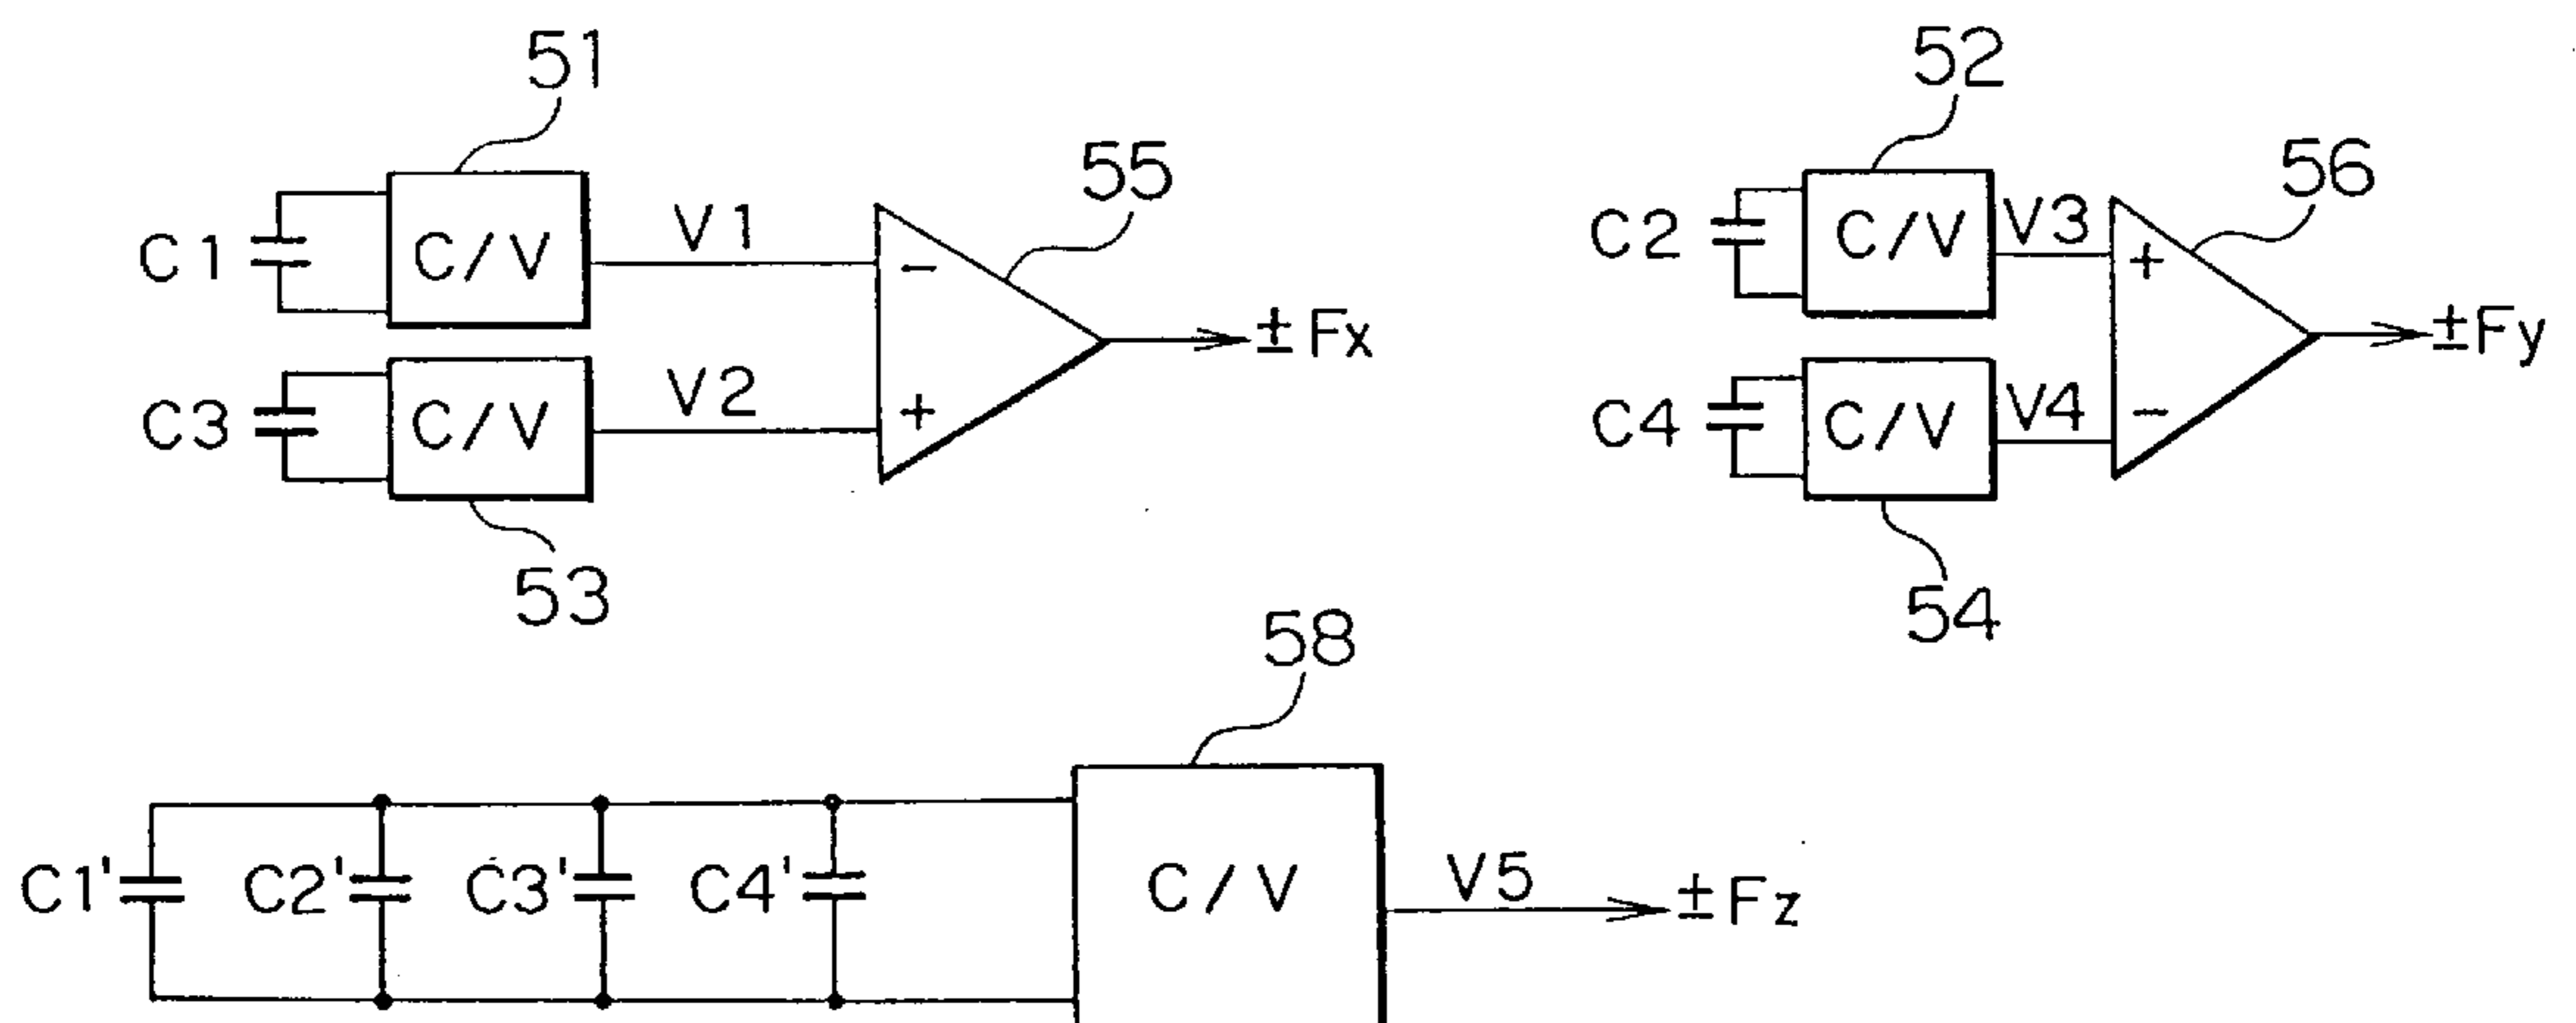 51
C1
C/V
V1
-
55
±Fx
C3
C/V
V2
+
53
52
C2
C/V
V3
+
56
±Fy
C4
C/V
V4
-
54
58
C1'
C2'
C3'
C4'
C/V
V5
±Fz